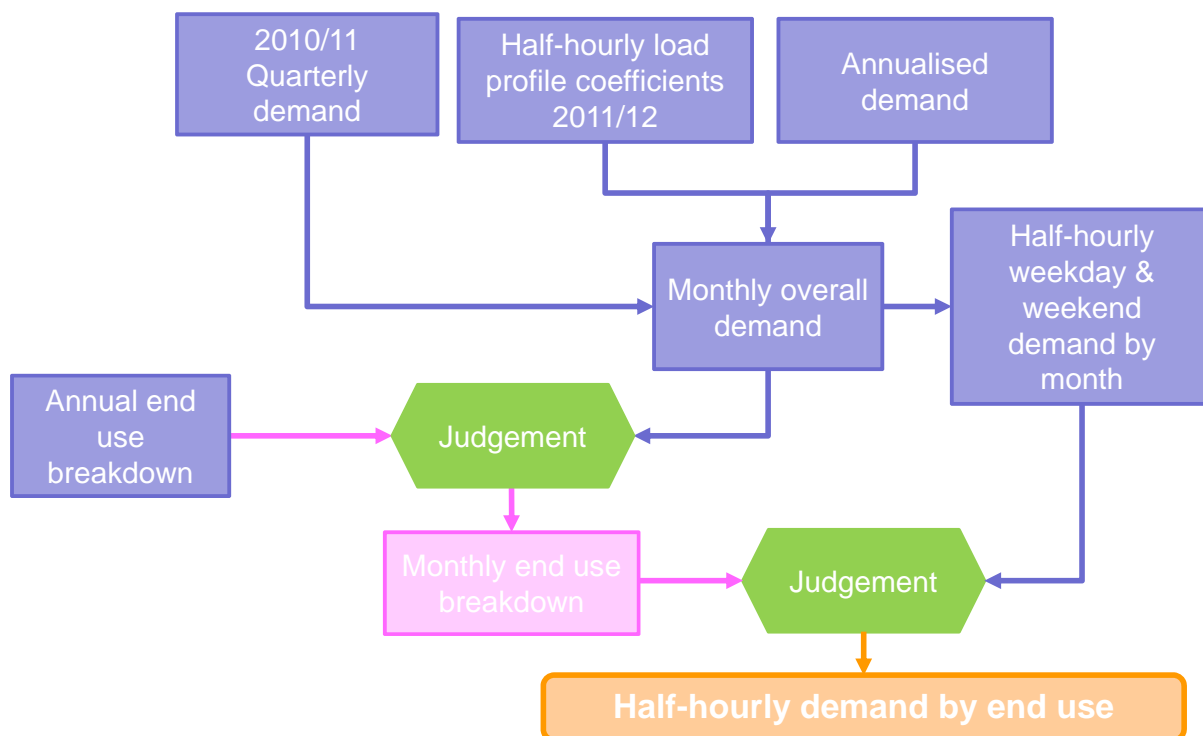 2010/11
Quarterly
demand
Half-hourly load
profile coefficients
2011/12
Annualised
demand
Monthly overall
demand
Half-hourly
weekday &
weekend
demand by
month
Annual end
use
breakdown
Judgement
Monthly end use
breakdown
Judgement
Half-hourly demand by end use